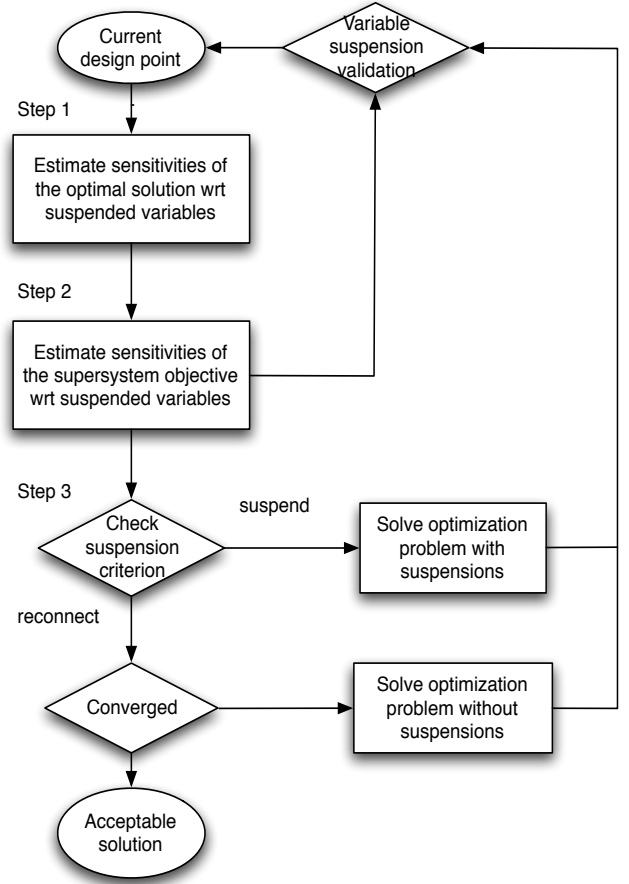 Current
design point
Variable
suspension
validation
Step 1
Estimate sensitivities of
the optimal solution wrt
suspended variables
Step 2
Estimate sensitivities of
the supersystem objective
wrt suspended variables
Step 3
Check
suspension
criterion
suspend
Solve optimization
problem with
suspensions
reconnect
Converged
Solve optimization
problem without
suspensions
Acceptable
solution